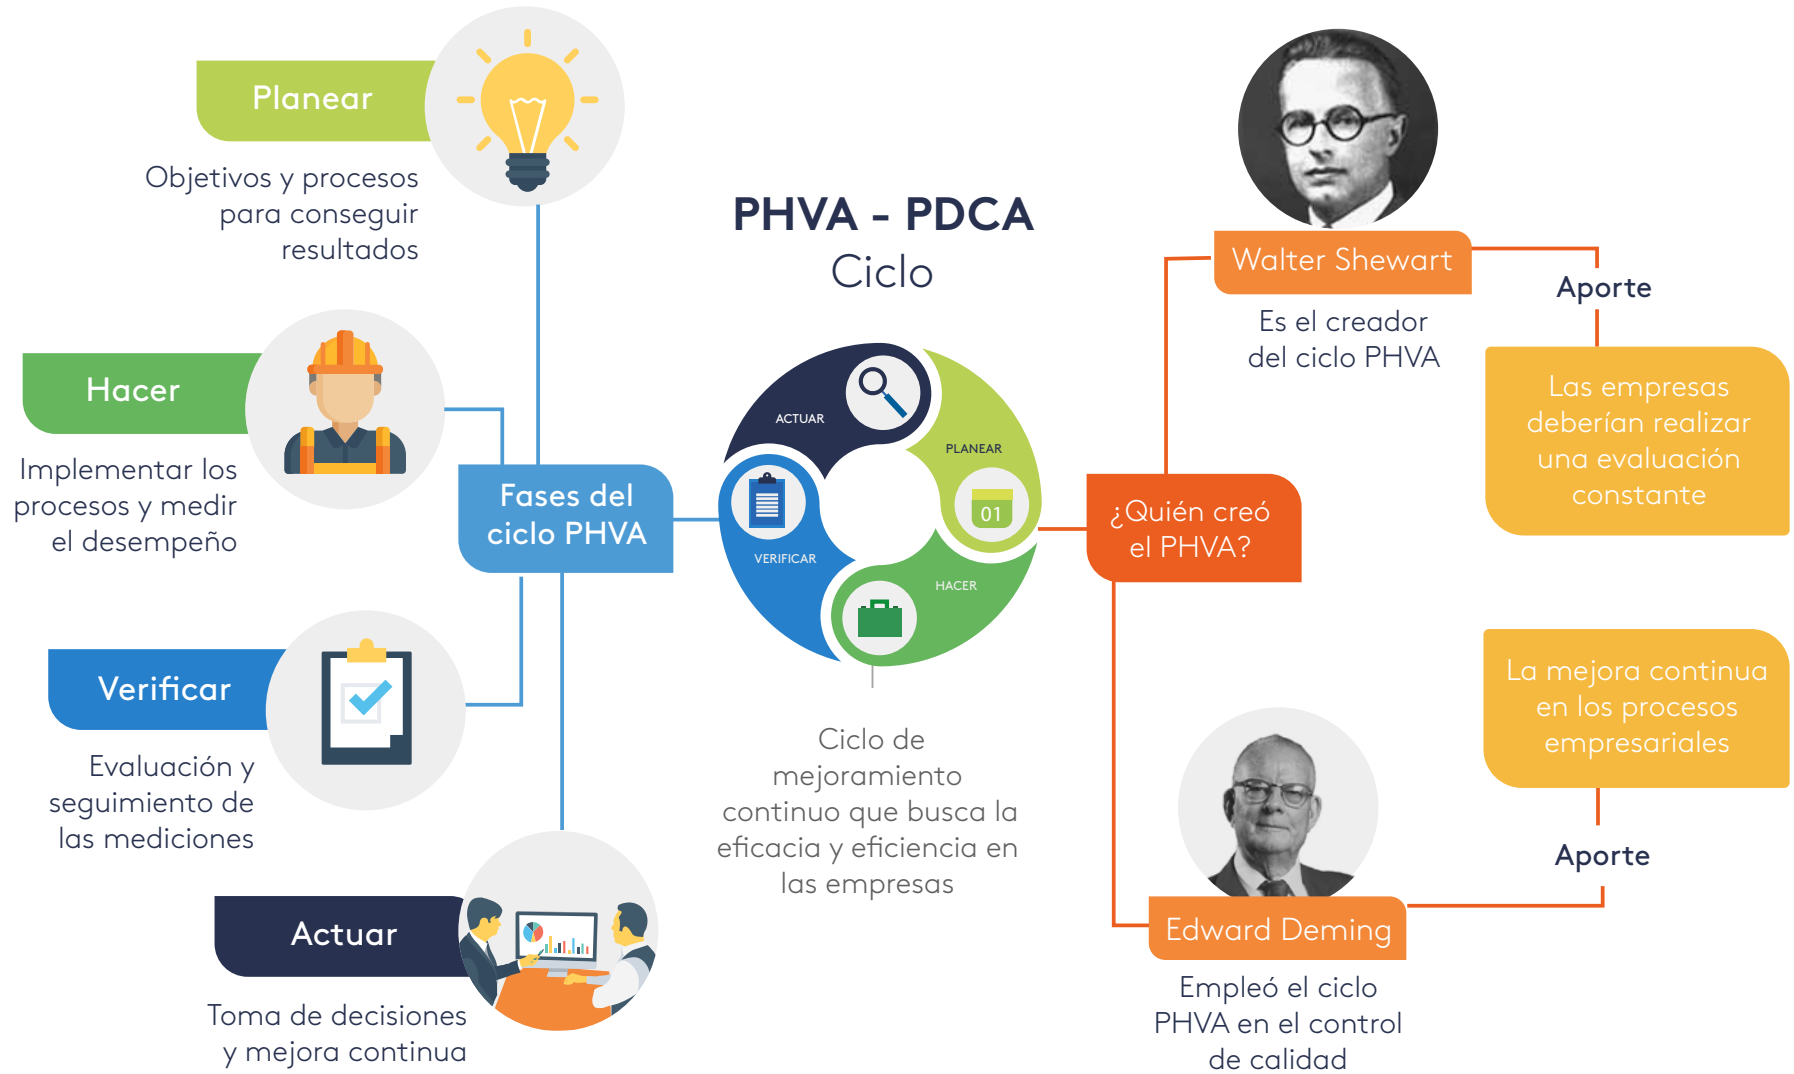 Planear
Objetivos y procesos
para conseguir
resultados
Hacer
Implementar los
procesos y medir
el desempeño
Verificar
Evaluación y
seguimiento de
las mediciones
Actuar
Toma de decisiones
y mejora continua
Fases del
ciclo PHVA
PHVA - PDCA
Ciclo
ACTUAR
PLANEAR
01
VERIFICAR
HACER
Ciclo de
mejoramiento
continuo que busca la
eficacia y eficiencia en
las empresas
¿Quién creó
el PHVA?
Walter Shewart
Es el creador
del ciclo PHVA
Aporte
Las empresas
deberían realizar
una evaluación
constante
La mejora continua
en los procesos
empresariales
Aporte
Edward Deming
Empleó el ciclo
PHVA en el control
de calidad